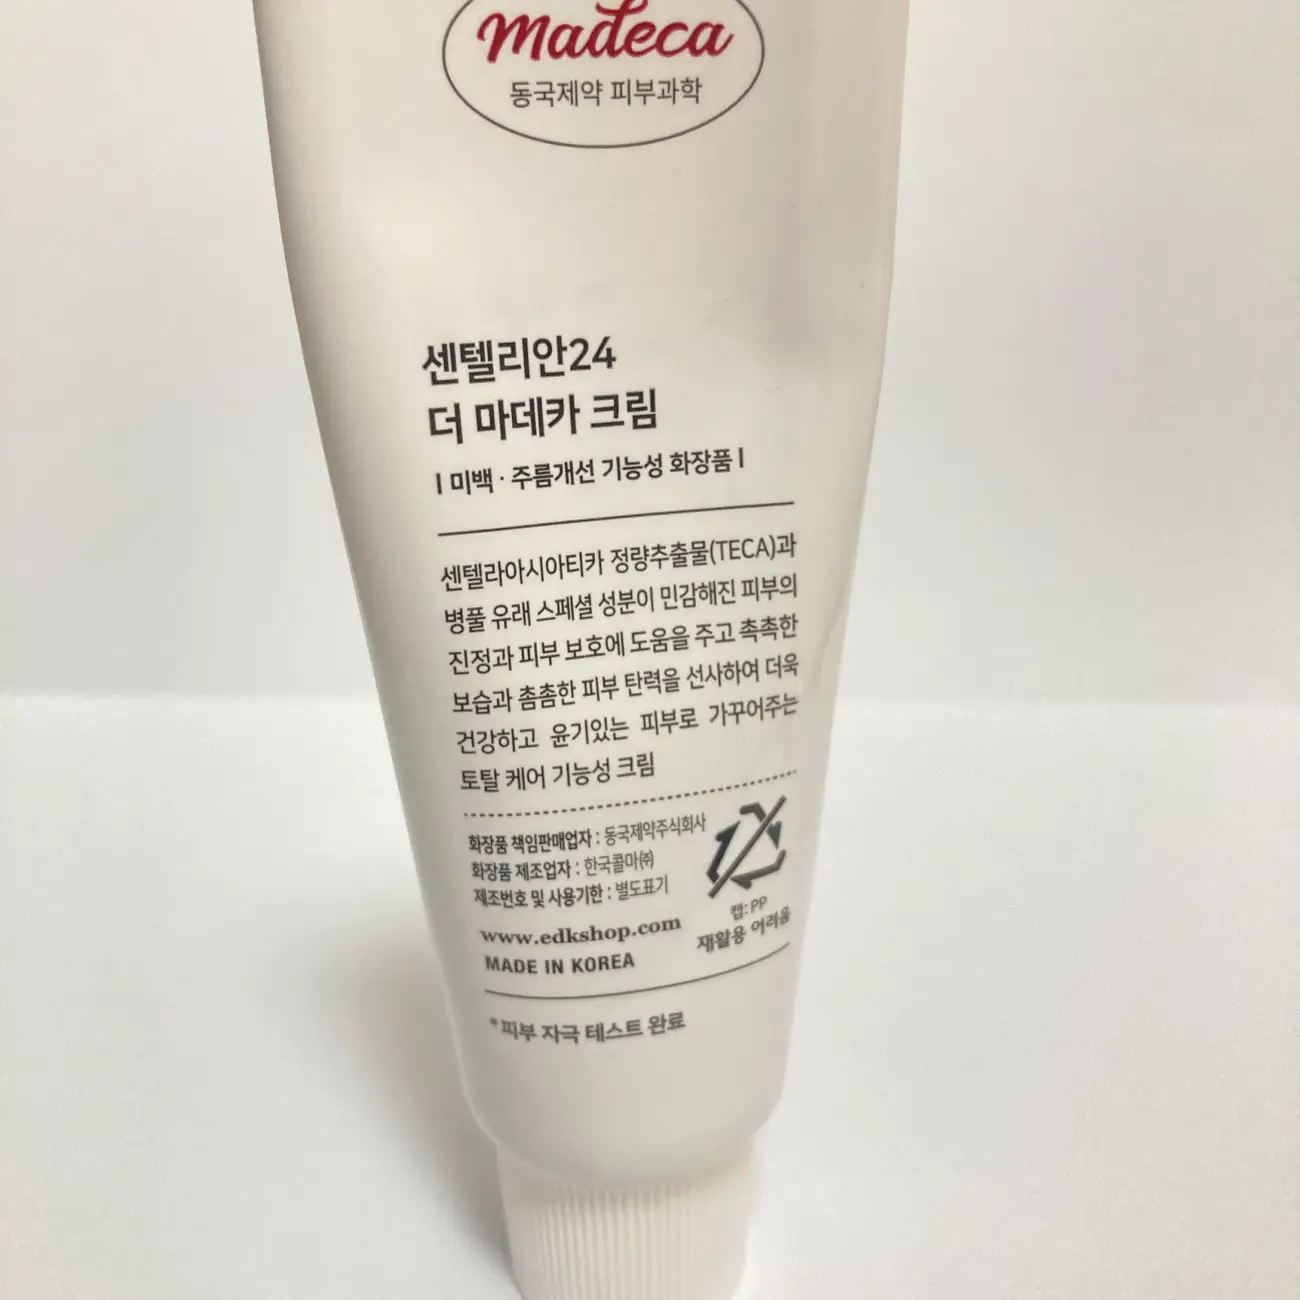 Madeca
동국제약 피부과학
센텔리안24
더 마데카 크림
I 미백 · 주름개선 기능성 화장품 I
센텔라아시아티카 정량추출물(TECA)과
병풀 유래 스페셜 성분이 민감해진 피부의
진정과 피부 보호에 도움을 주고 촉촉한
보습과 촘촘한 피부 탄력을 선사하여 더욱
건강하고 윤기있는 피부로 가꾸어주는
토탈 케어 기능성 크림
화장품 책임판매업자 : 동국제약주식회사
화장품 제조업자 : 한국콜마㈜
제조번호 및 사용기한 : 별도표기
www.edkshop.com
MADE IN KOREA
캡: PP
재활용 어려움
*피부 자극 테스트 완료